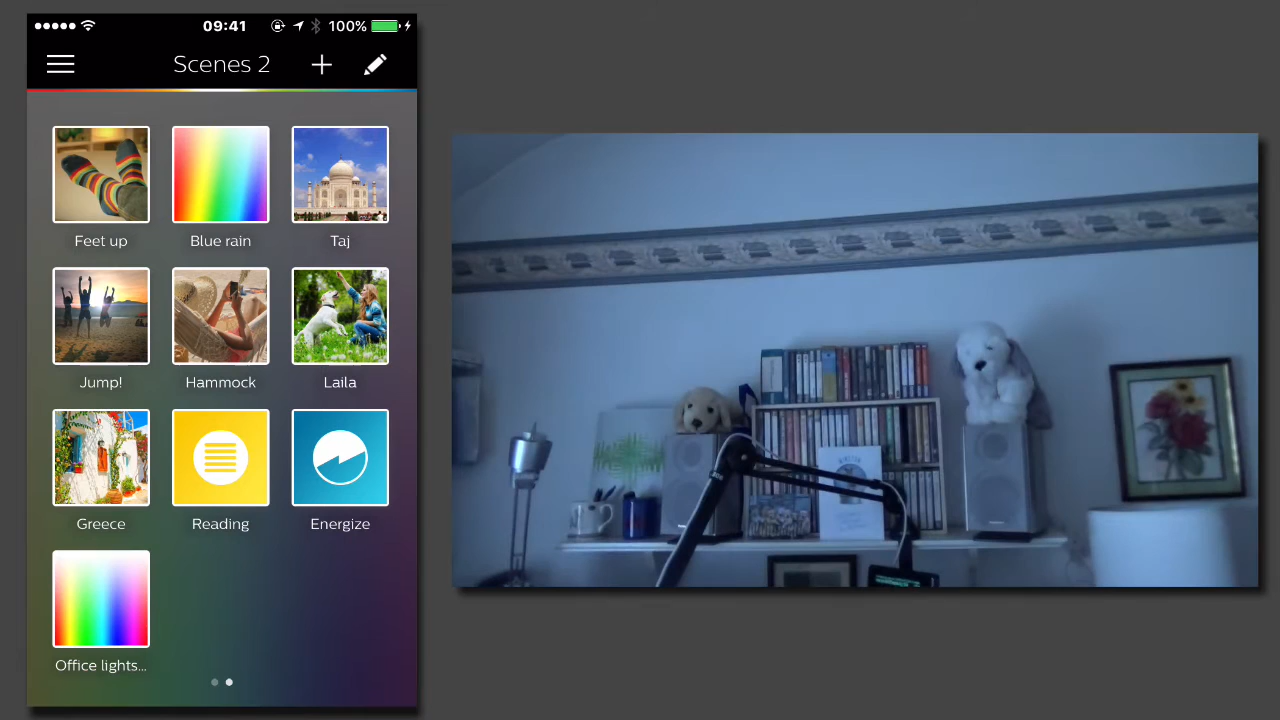 09:41 100%
Scenes 2
Feet up Blue rain Taj
Jump! Hammock Laila
Greece Reading Energize
Office lights...